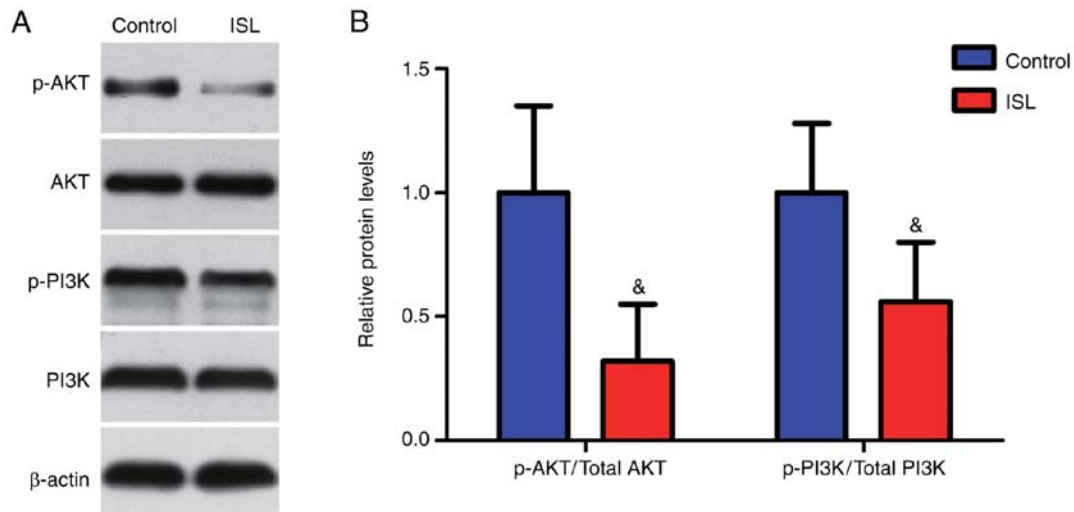 A
Control ISL
p-AKT
AKT
p-PI3K
PI3K
β-actin
B
Control
ISL
Relative protein levels
1.5
1.0
0.5
0.0
&
&
p-AKT/Total AKT
p-PI3K/Total PI3K